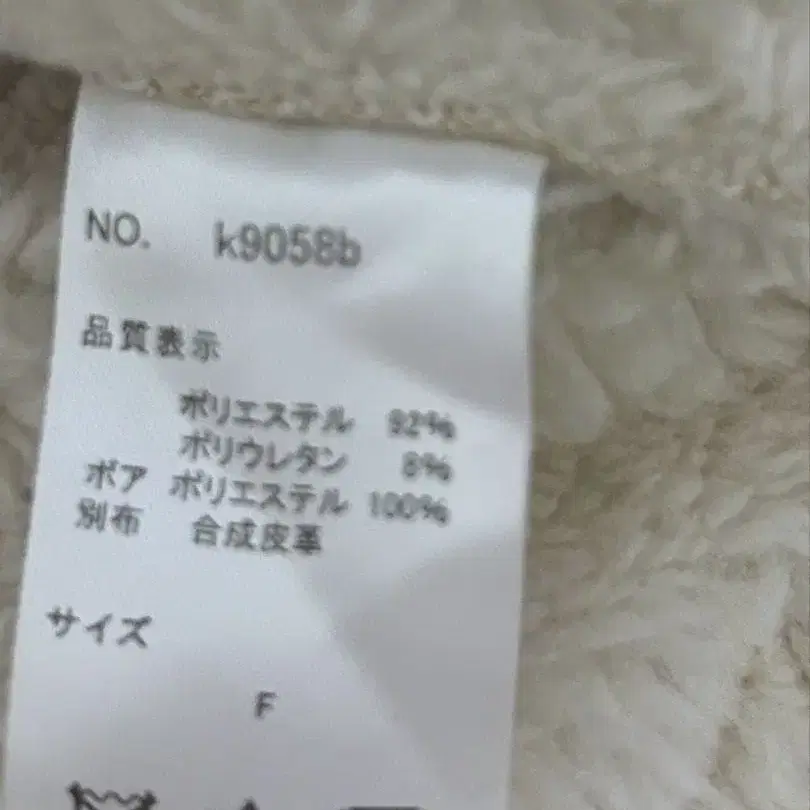 NO. k9058b
品質表示
ポリエステル 92%
ポリウレタン 8%
ボア ポリエステル 100%
別布 合成皮革
サイズ
F